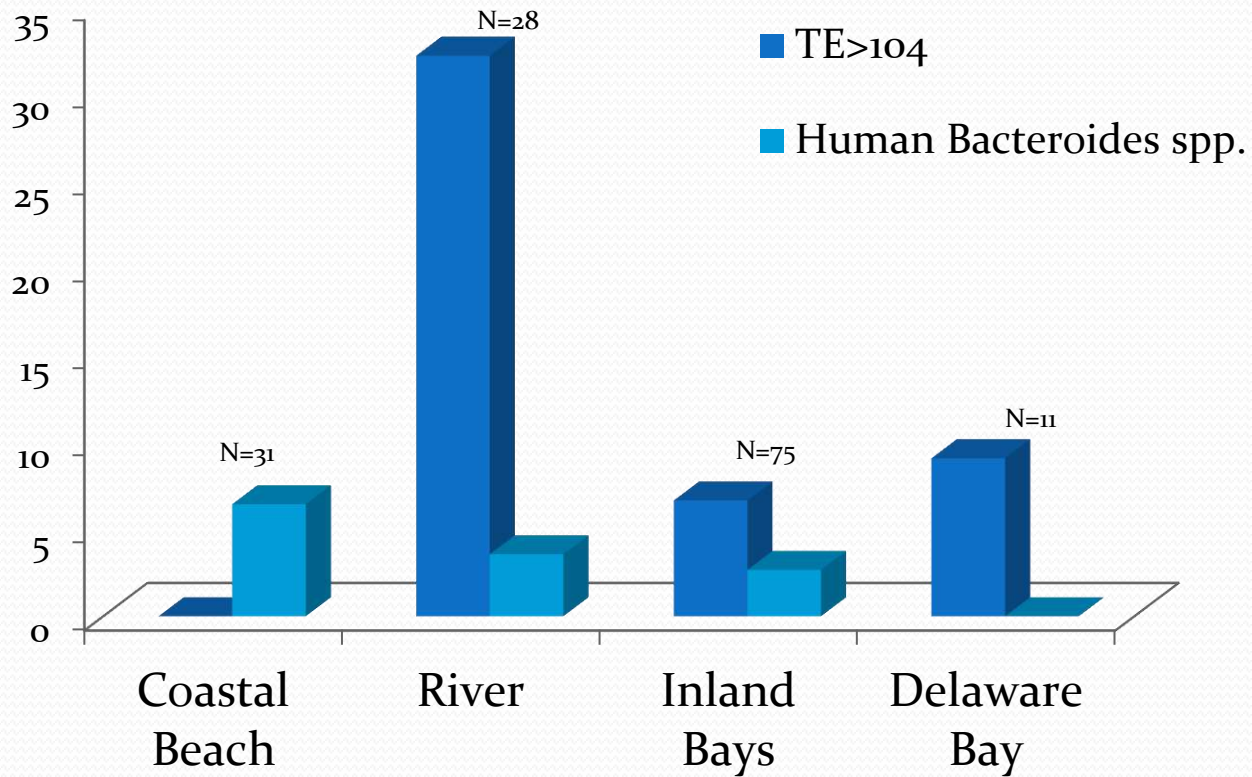 35
30
25
20
15
10
5
0
N=31
N=28
N=75
N=11
TE>104
Human Bacteroides spp.
Coastal
Beach
River
Inland
Bays
Delaware
Bay